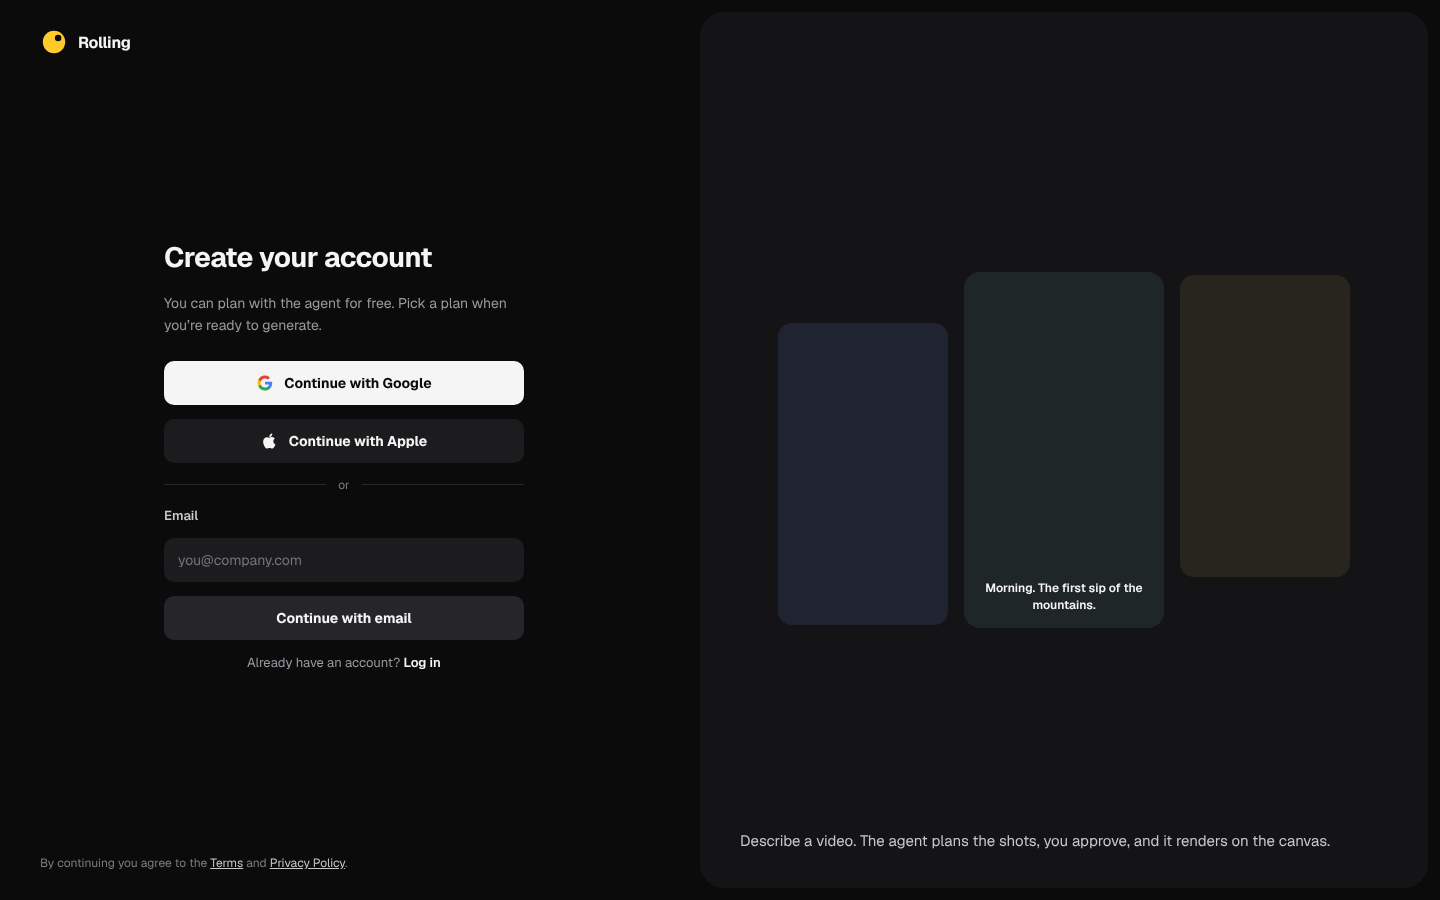 Rolling
Create your account
You can plan with the agent for free. Pick a plan when
you're ready to generate.
Continue with Google
Continue with Apple
or
Email
you@company.com
Continue with email
Already have an account? Log in
By continuing you agree to the Terms and Privacy Policy.
Morning. The first sip of the
mountains.
Describe a video. The agent plans the shots, you approve, and it renders on the canvas.